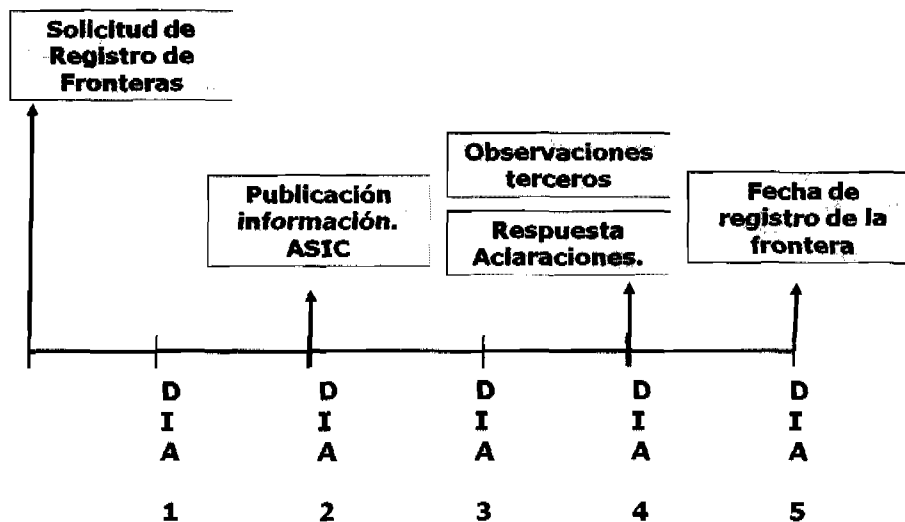 Solicitud de
Registro de
Fronteras
Publicación
información.
ASIC
Observaciones
terceros
Respuesta
Aclaraciones.
Fecha de
registro de la
frontera
D D D D D
I I I I I
A A A A A
1 2 3 4 5